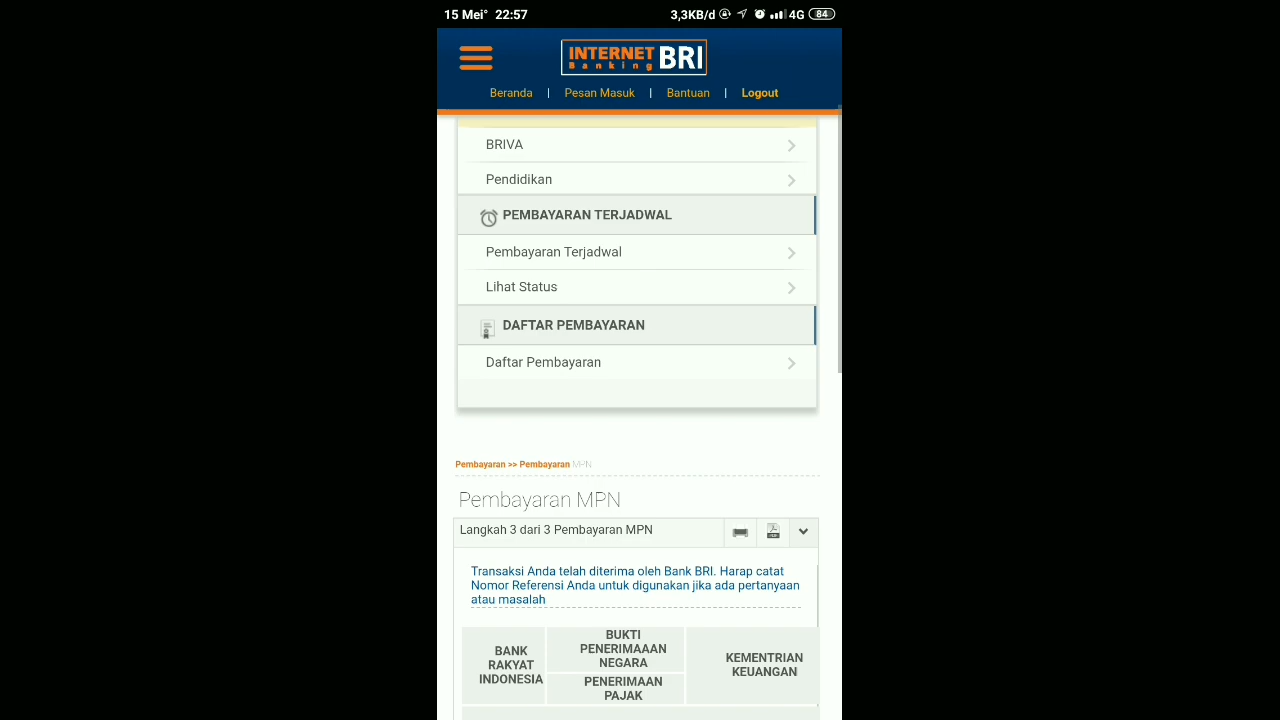 15 Mei° 22:57 3,3KB/d 4G 84
INTERNET Banking BRI
Beranda | Pesan Masuk | Bantuan | Logout
BRIVA
Pendidikan
PEMBAYARAN TERJADWAL
Pembayaran Terjadwal
Lihat Status
DAFTAR PEMBAYARAN
Daftar Pembayaran
Pembayaran >> Pembayaran MPN
Pembayaran MPN
Langkah 3 dari 3 Pembayaran MPN
Transaksi Anda telah diterima oleh Bank BRI. Harap catat
Nomor Referensi Anda untuk digunakan jika ada pertanyaan
atau masalah
BANK
RAKYAT
INDONESIA
BUKTI
PENERIMAAAN
NEGARA
PENERIMAAN
PAJAK
KEMENTRIAN
KEUANGAN